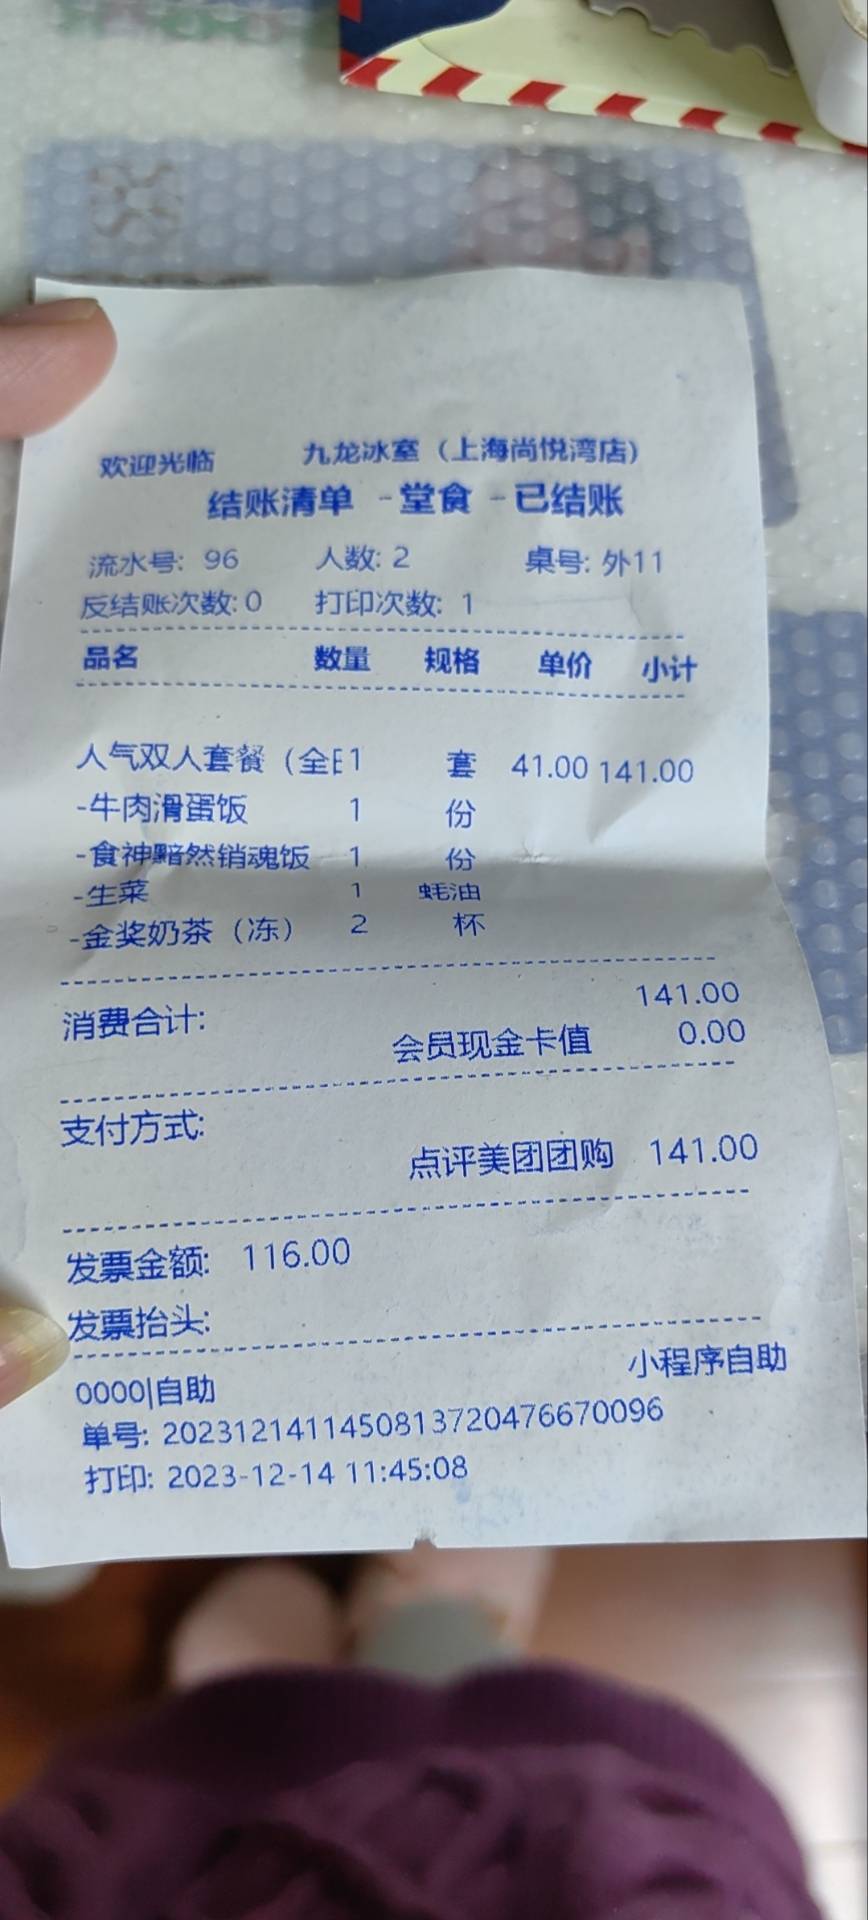 欢迎光临 九龙冰室（上海尚悦湾店）
结账清单 -堂食 -已结账
流水号: 96 人数: 2 桌号: 外11
反结账次数: 0 打印次数: 1
品名 数量 规格 单价 小计
人气双人套餐（全日1 套 41.00 141.00
-牛肉滑蛋饭 1 份
-食神黯然销魂饭 1 份
-生菜 1 蚝油
-金奖奶茶（冻） 2 杯
消费合计: 141.00
会员现金卡值 0.00
支付方式:
点评美团团购 141.00
发票金额: 116.00
发票抬头:
0000|自助 小程序自助
单号: 2023121411450813720476670096
打印: 2023-12-14 11:45:08